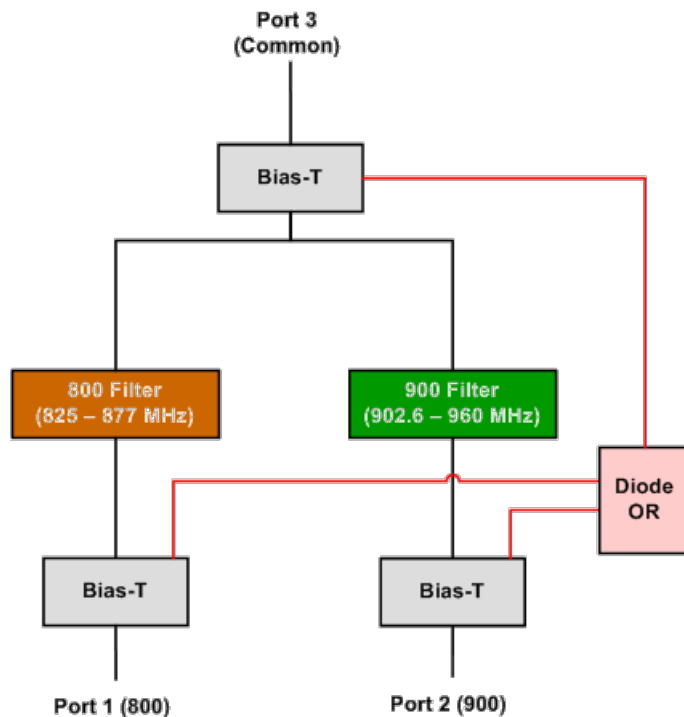 Port 3
(Common)
Bias-T
800 Filter
(825 – 877 MHz)
900 Filter
(902.6 – 960 MHz)
Diode
OR
Bias-T
Bias-T
Port 1 (800)
Port 2 (900)